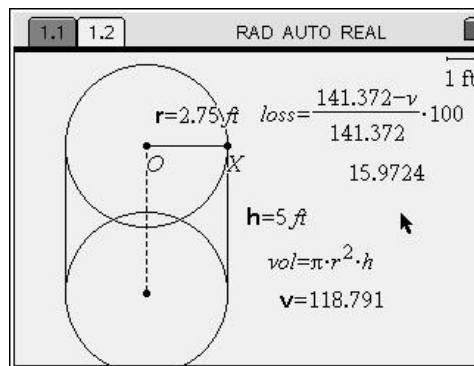 1.1 1.2 RAD AUTO REAL
1 ft
r=2.75 ft
loss=(141.372-v)/141.372·100
O X
15.9724
h=5 ft
vol=π·r²·h
v=118.791